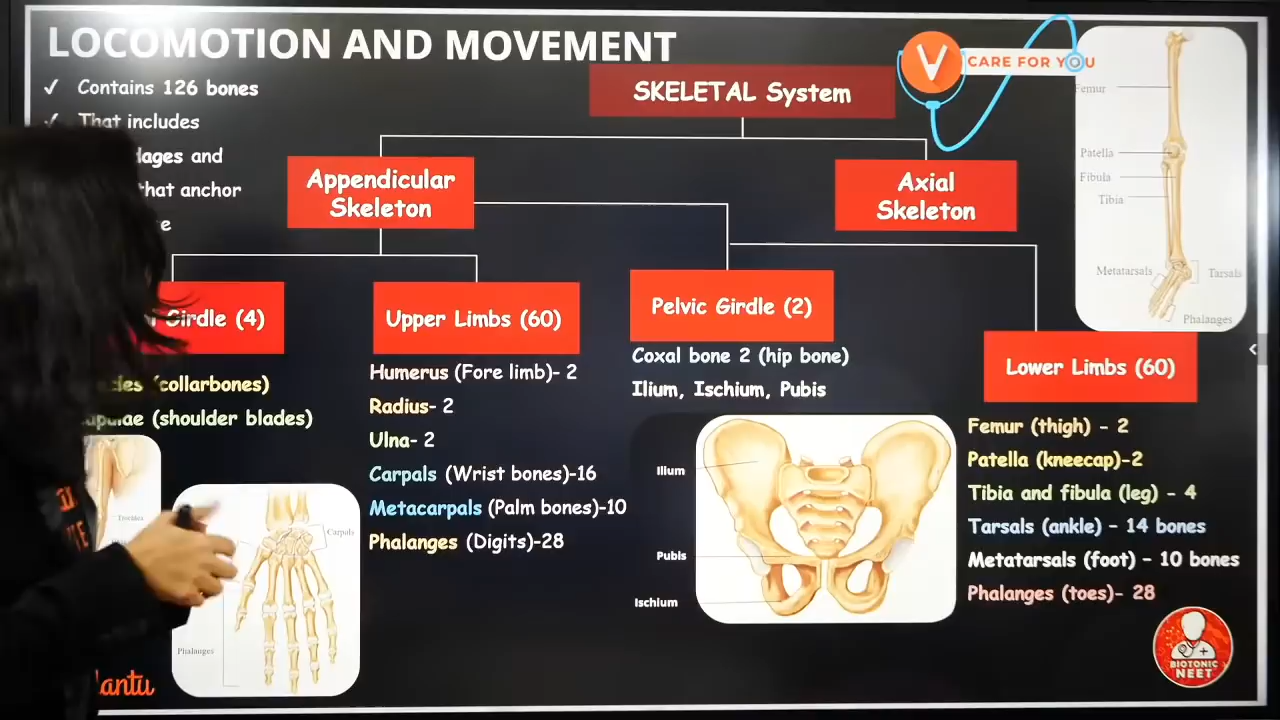 LOCOMOTION AND MOVEMENT
✓ Contains 126 bones
✓ That includes
dages and
that anchor
e
SKELETAL System
V CARE FOR YOU
Appendicular
Skeleton
Axial
Skeleton
Girdle (4)
(collarbones)
(shoulder blades)
Upper Limbs (60)
Humerus (Fore limb)- 2
Radius- 2
Ulna- 2
Carpals (Wrist bones)-16
Metacarpals (Palm bones)-10
Phalanges (Digits)-28
Pelvic Girdle (2)
Coxal bone 2 (hip bone)
Ilium, Ischium, Pubis
Ilium
Pubis
Ischium
Lower Limbs (60)
Femur (thigh) - 2
Patella (kneecap)-2
Tibia and fibula (leg) - 4
Tarsals (ankle) - 14 bones
Metatarsals (foot) - 10 bones
Phalanges (toes)- 28
Femur
Patella
Fibula
Tibia
Metatarsals
Tarsals
Phalanges
Carpals
Phalanges
antu
BIOTONIC
NEET